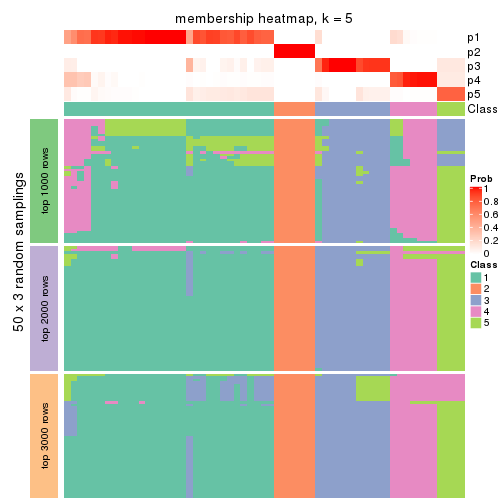 membership heatmap, k = 5
p1
p2
p3
p4
p5
Class
50 x 3 random samplings
top 1000 rows
top 2000 rows
top 3000 rows
Prob
1
0.8
0.6
0.4
0.2
0
Class
1
2
3
4
5